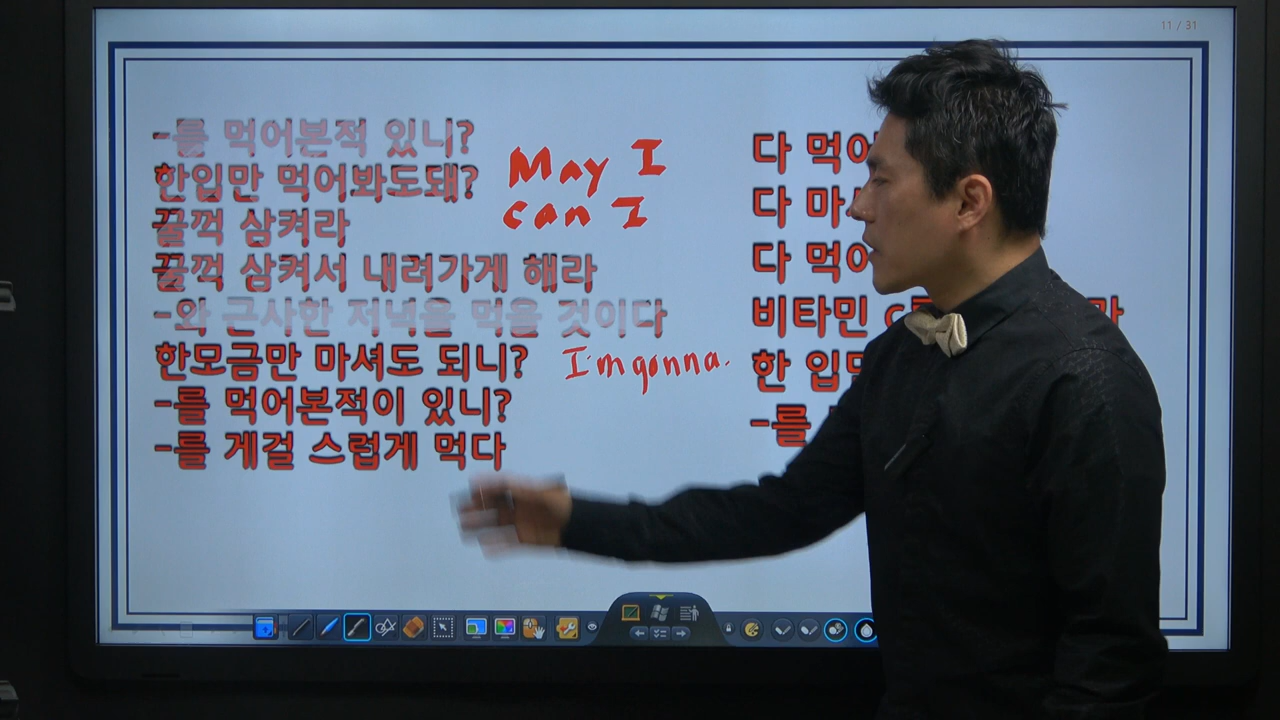 11 / 31
-를 먹어본적 있니?
한입만 먹어봐도돼?
꿀꺽 삼켜라
꿀꺽 삼켜서 내려가게 해라
-와 근사한 저녁을 먹을 것이다
한모금만 마셔도 되니?
-를 먹어본적이 있니?
-를 게걸 스럽게 먹다
May I
can I
I'm gonna.
다 먹어
다 마
다 먹어
비타민 c
한 입
-를